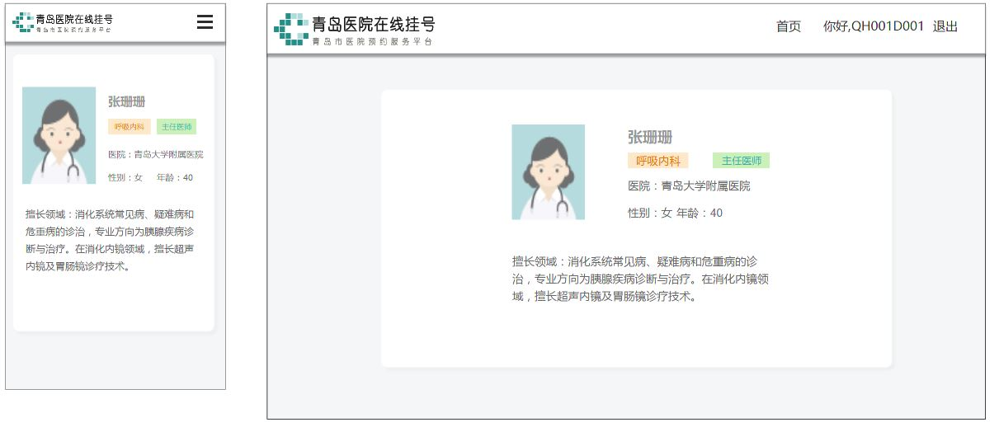 青岛医院在线挂号
青岛市医院预约服务平台
张珊珊
呼吸内科 主任医师
医院：青岛大学附属医院
性别：女 年龄：40
擅长领域：消化系统常见病、疑难病和
危重病的诊治，专业方向为胰腺疾病诊
断与治疗。在消化内镜领域，擅长超声
内镜及胃肠镜诊疗技术。
青岛医院在线挂号
青岛市医院预约服务平台
首页 你好,QH001D001 退出
张珊珊
呼吸内科 主任医师
医院：青岛大学附属医院
性别：女 年龄：40
擅长领域：消化系统常见病、疑难病和危重病的诊
治，专业方向为胰腺疾病诊断与治疗。在消化内镜领
域，擅长超声内镜及胃肠镜诊疗技术。